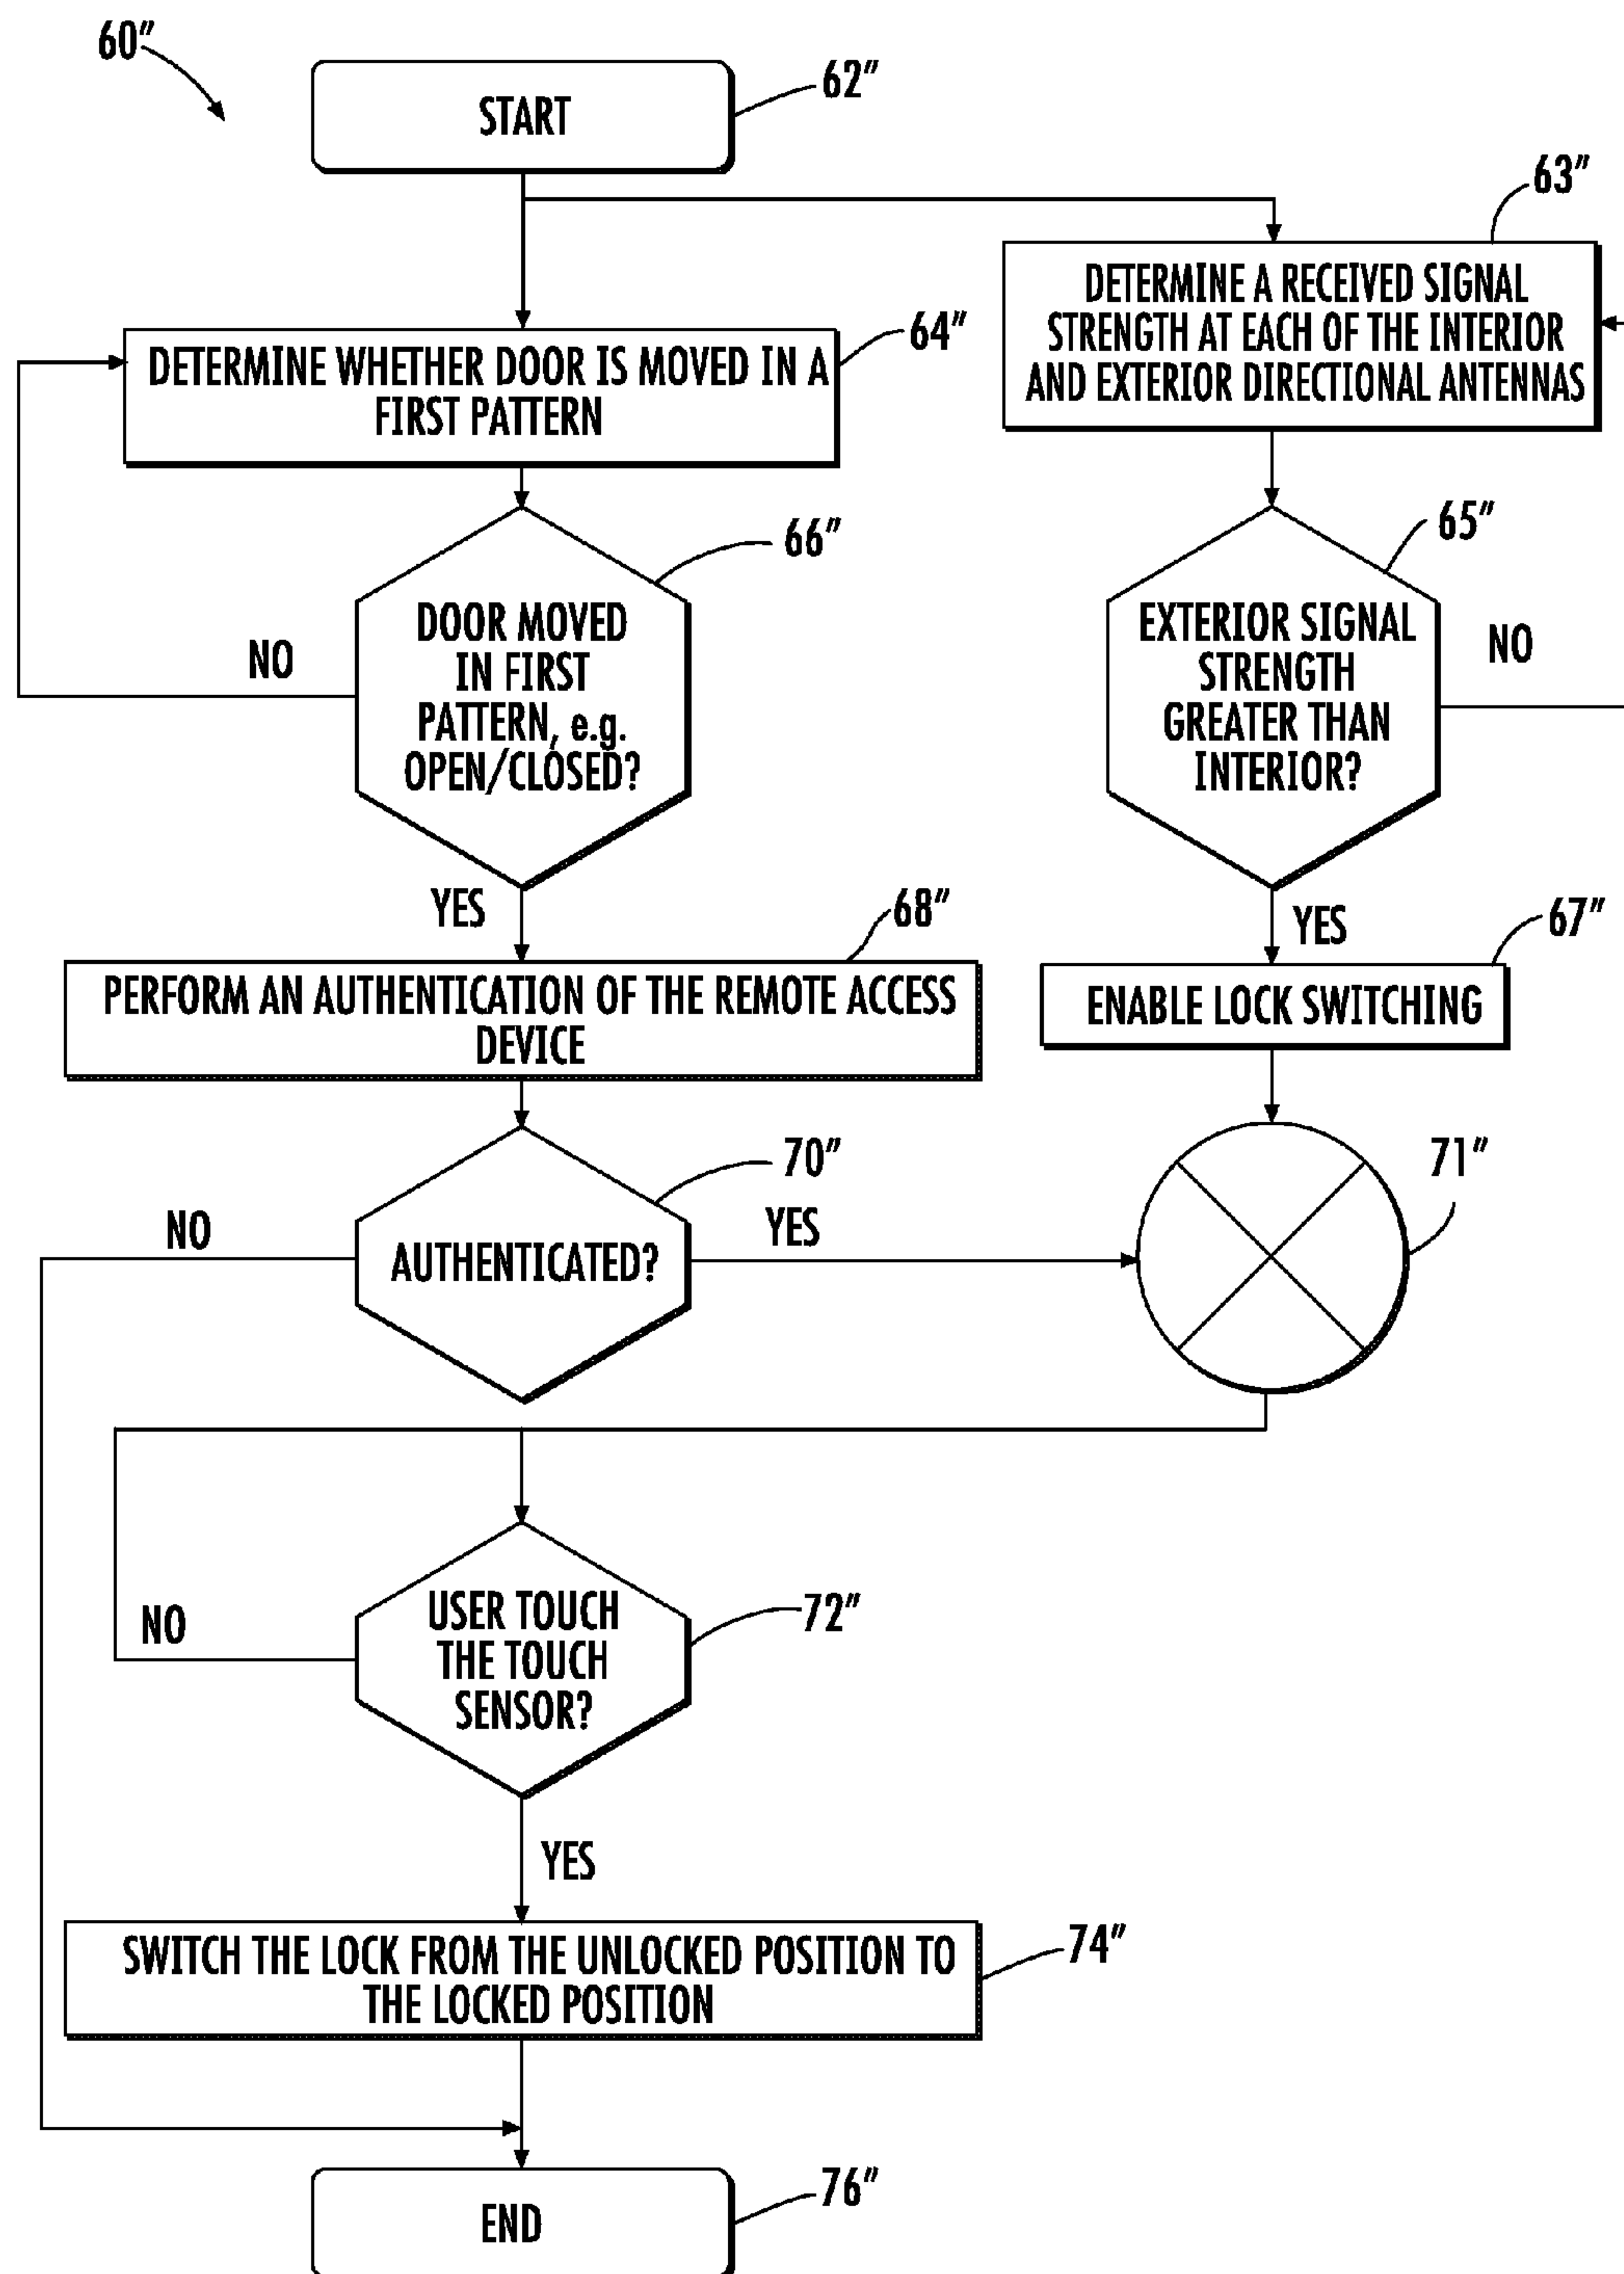 60"
START
62"
63"
DETERMINE A RECEIVED SIGNAL
STRENGTH AT EACH OF THE INTERIOR
AND EXTERIOR DIRECTIONAL ANTENNAS
64"
DETERMINE WHETHER DOOR IS MOVED IN A
FIRST PATTERN
66"
DOOR MOVED
IN FIRST
PATTERN, e.g.
OPEN/CLOSED?
NO
YES
65"
EXTERIOR SIGNAL
STRENGTH
GREATER THAN
INTERIOR?
NO
YES
68"
PERFORM AN AUTHENTICATION OF THE REMOTE ACCESS
DEVICE
67"
ENABLE LOCK SWITCHING
70"
AUTHENTICATED?
NO
YES
71"
72"
USER TOUCH
THE TOUCH
SENSOR?
NO
YES
74"
SWITCH THE LOCK FROM THE UNLOCKED POSITION TO
THE LOCKED POSITION
76"
END